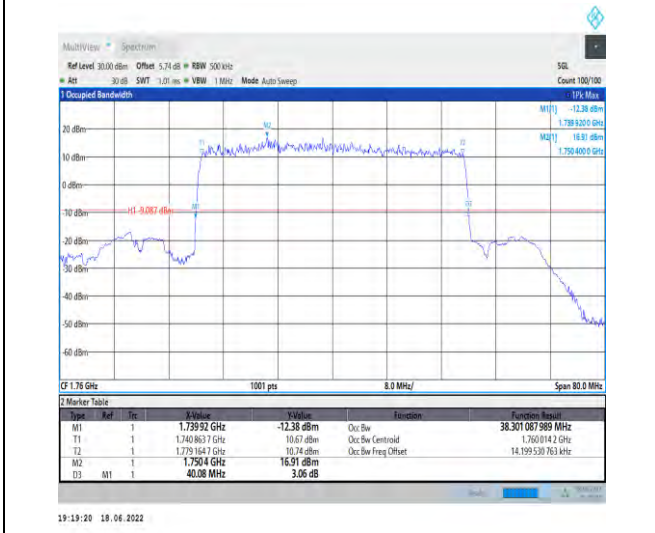 MultiView Spectrum
Ref Level 30.00 dBm Offset 5.74 dB RBW 500 kHz SGL
Att 30 dB SWT 1.01 ms VBW 1 MHz Mode Auto Sweep Count 100/100
1 Occupied Bandwidth 1Pk Max
M1[1] -12.38 dBm
1.739 920 0 GHz
M2[1] 16.91 dBm
1.750 400 0 GHz
M2
20 dBm
T1 T2
10 dBm
0 dBm
M1 D3
-10 dBm H1 -9.087 dBm
-20 dBm
-30 dBm
-40 dBm
-50 dBm
-60 dBm
CF 1.76 GHz 1001 pts 8.0 MHz/ Span 80.0 MHz
2 Marker Table
Type Ref Trc X-Value Y-Value Function Function Result
M1 1 1.739 92 GHz -12.38 dBm Occ Bw 38.301 087 989 MHz
T1 1 1.740 863 7 GHz 10.67 dBm Occ Bw Centroid 1.760 014 2 GHz
T2 1 1.779 164 7 GHz 10.74 dBm Occ Bw Freq Offset 14.199 530 763 kHz
M2 1 1.750 4 GHz 16.91 dBm
D3 M1 1 40.08 MHz 3.06 dB
19:19:20 18.06.2022